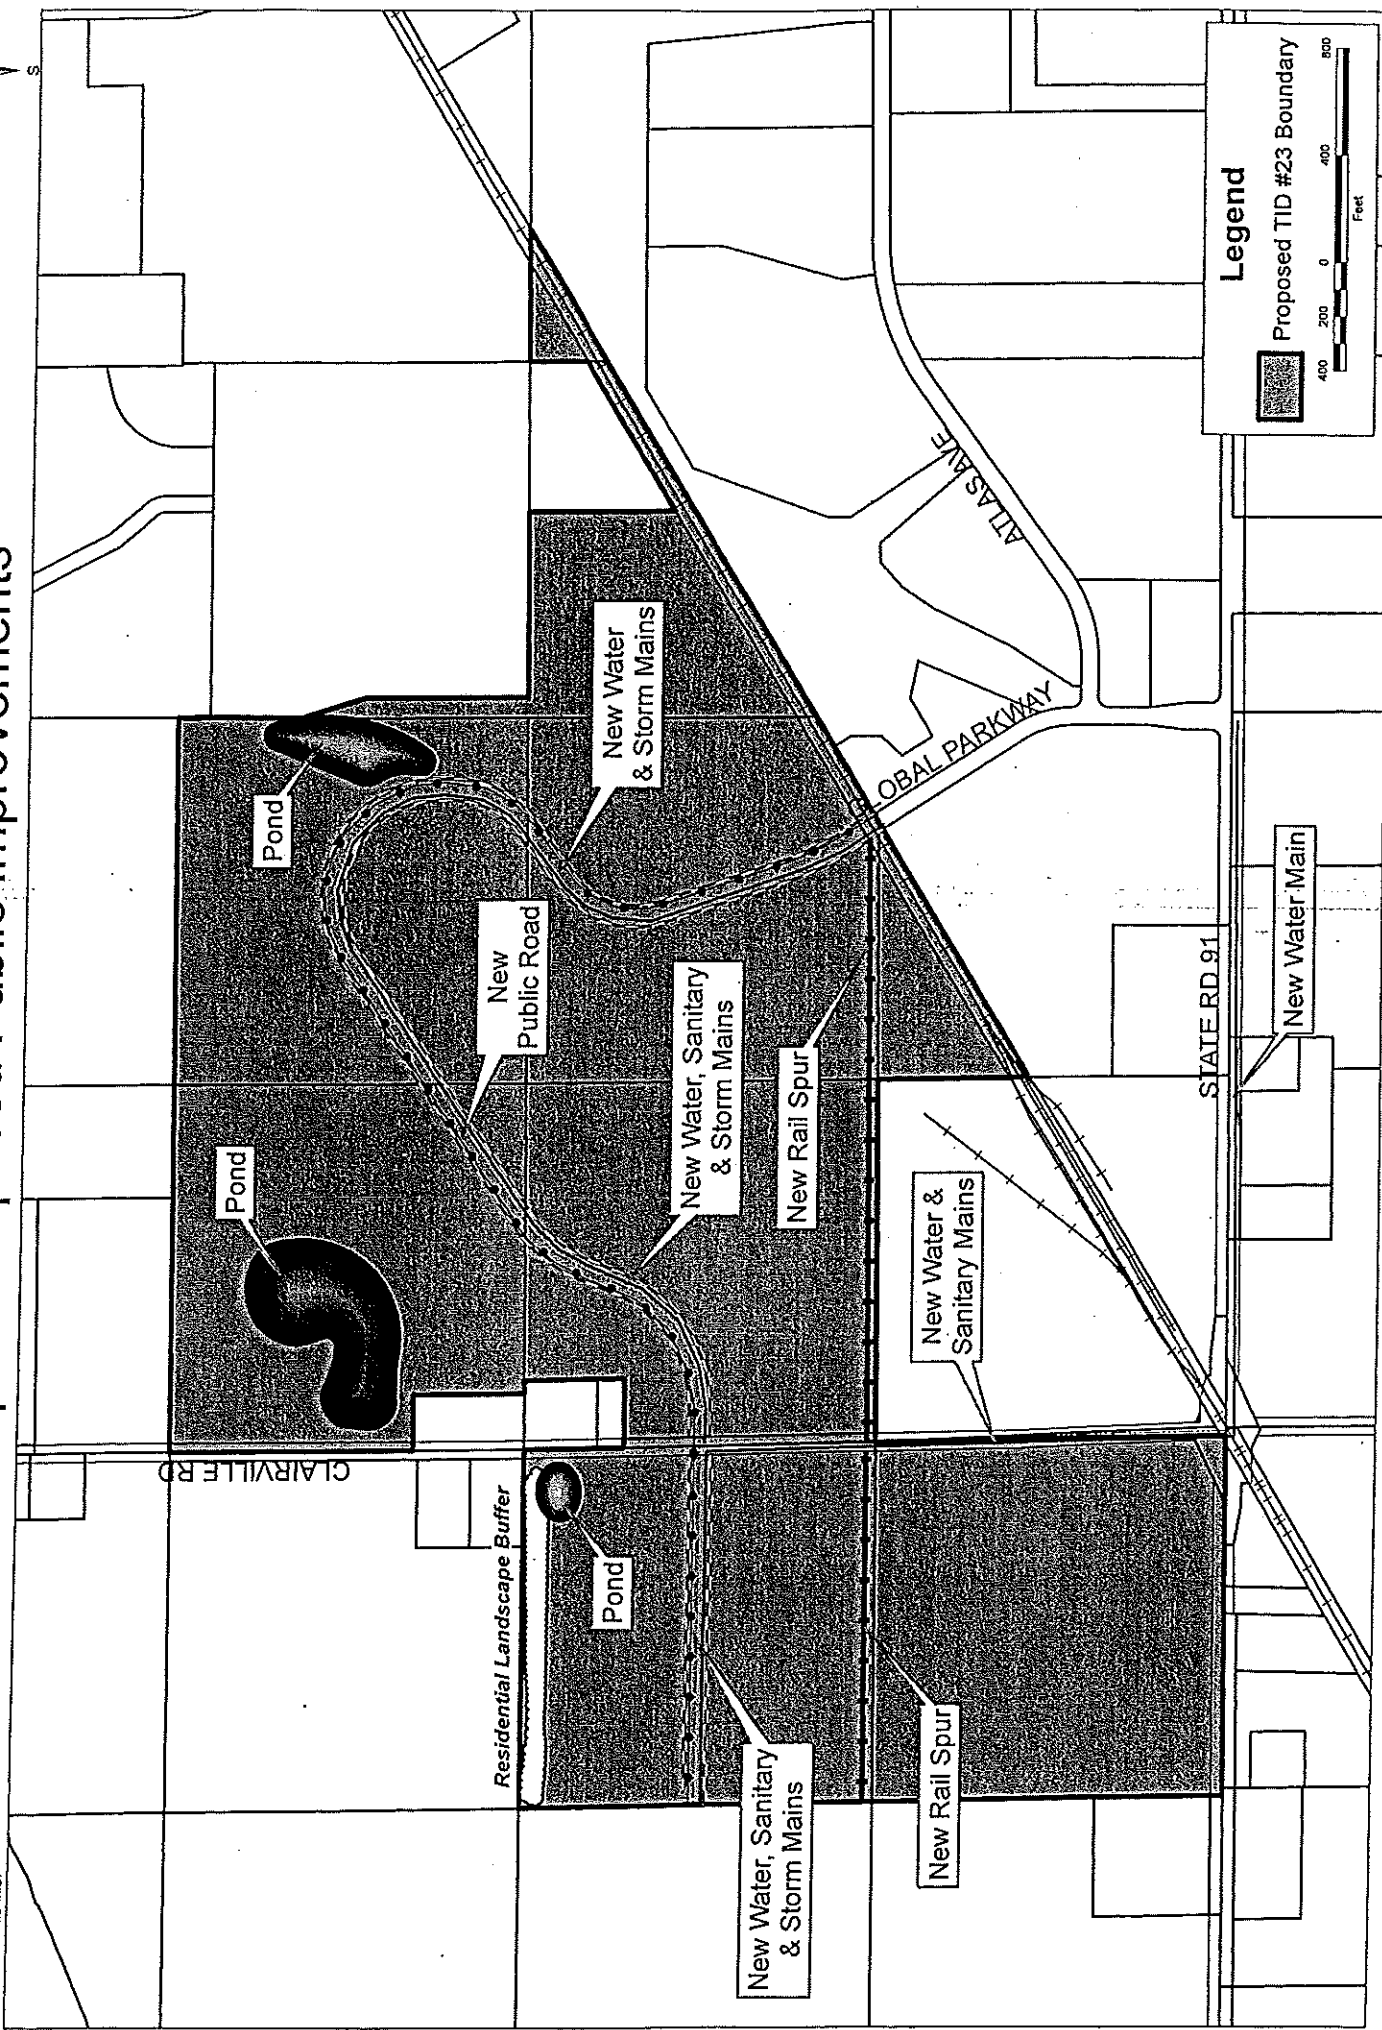 Public Improvements
S
CLAIRVILLE RD
Pond
Pond
Residential Landscape Buffer
Pond
New
Public Road
New Water
& Storm Mains
New Water, Sanitary
& Storm Mains
New Water, Sanitary
& Storm Mains
New Rail Spur
New Rail Spur
New Water &
Sanitary Mains
OBAL PARKWAY
ATLAS AVE
STATE RD 91
New Water Main
Legend
Proposed TID #23 Boundary
400 200 0 400 800
Feet